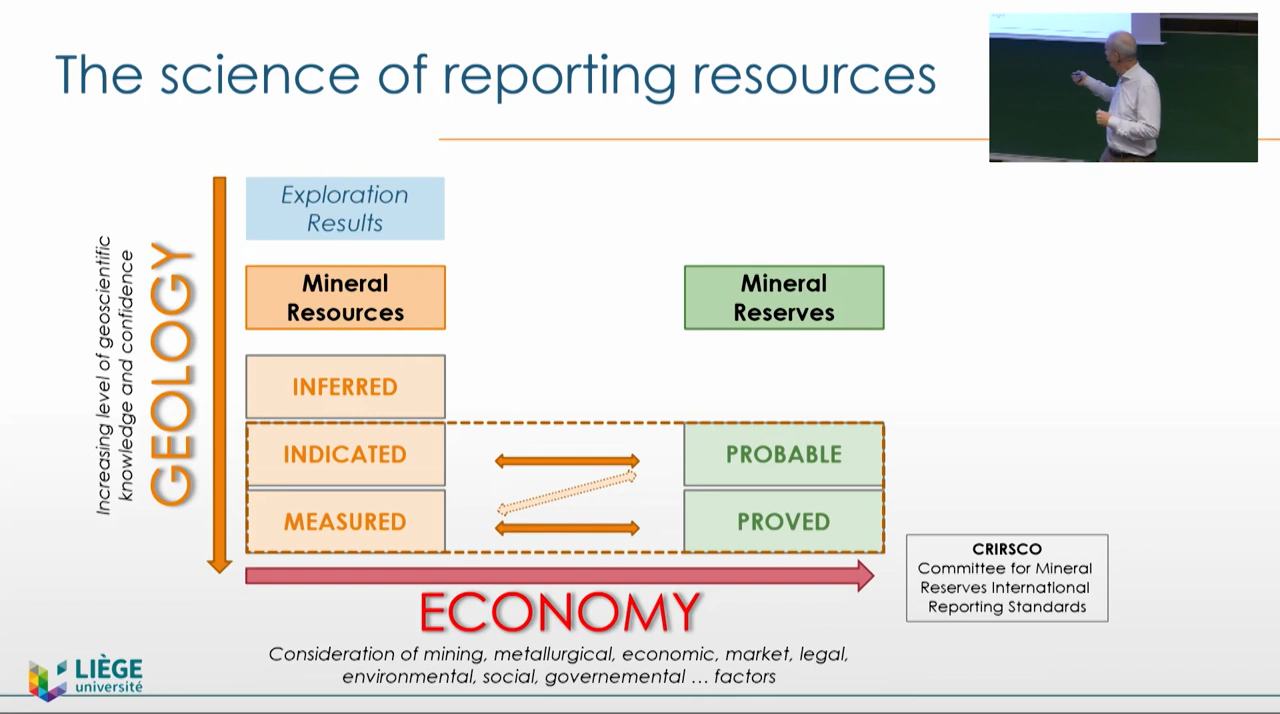 The science of reporting resources
Exploration
Results
Mineral
Resources
Mineral
Reserves
Increasing level of geoscientific
knowledge and confidence
GEOLOGY
INFERRED
INDICATED
PROBABLE
MEASURED
PROVED
CRIRSCO
Committee for Mineral
Reserves International
Reporting Standards
ECONOMY
Consideration of mining, metallurgical, economic, market, legal,
environmental, social, governemental ... factors
LIÈGE
université